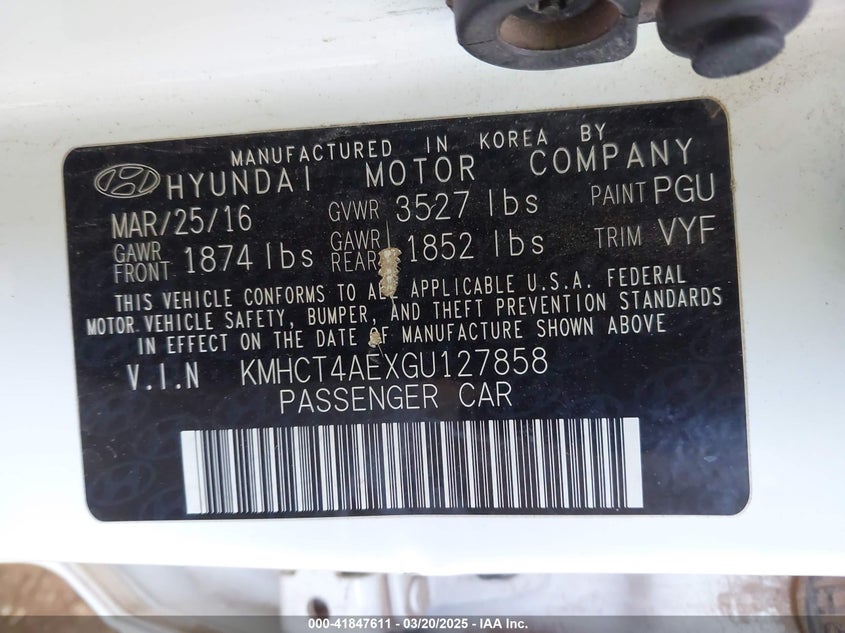 MANUFACTURED IN KOREA BY
HYUNDAI MOTOR COMPANY
MAR/25/16 GVWR 3527 lbs PAINT PGU
GAWR FRONT 1874 lbs GAWR REAR 1852 lbs TRIM VYF
THIS VEHICLE CONFORMS TO ALL APPLICABLE U.S.A. FEDERAL
MOTOR VEHICLE SAFETY, BUMPER, AND THEFT PREVENTION STANDARDS
IN EFFECT ON THE DATE OF MANUFACTURE SHOWN ABOVE
V.I.N KMHCT4AEXGU127858
PASSENGER CAR
000-41847611 - 03/20/2025 - IAA Inc.